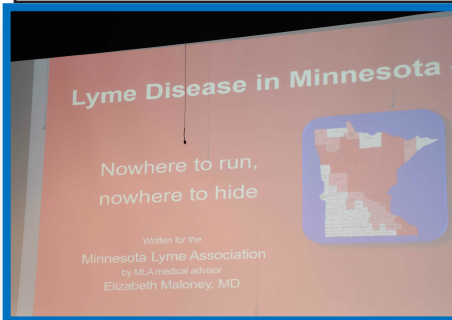 Lyme Disease in Minnesota
Nowhere to run,
nowhere to hide
Written for the
Minnesota Lyme Association
by MLA medical advisor
Elizabeth Maloney, MD